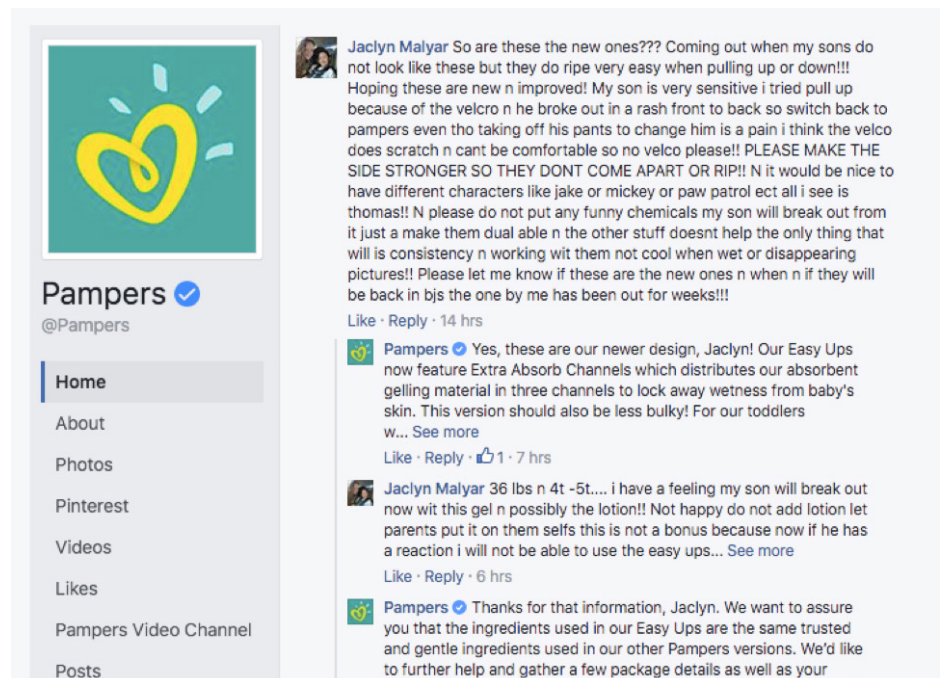 Pampers
@Pampers
Home
About
Photos
Pinterest
Videos
Likes
Pampers Video Channel
Posts
Jaclyn Malyar So are these the new ones??? Coming out when my sons do
not look like these but they do ripe very easy when pulling up or down!!!
Hoping these are new n improved! My son is very sensitive i tried pull up
because of the velcro n he broke out in a rash front to back so switch back to
pampers even tho taking off his pants to change him is a pain i think the velco
does scratch n cant be comfortable so no velco please!! PLEASE MAKE THE
SIDE STRONGER SO THEY DONT COME APART OR RIP!! N it would be nice to
have different characters like jake or mickey or paw patrol ect all i see is
thomas!! N please do not put any funny chemicals my son will break out from
it just a make them dual able n the other stuff doesnt help the only thing that
will is consistency n working wit them not cool when wet or disappearing
pictures!! Please let me know if these are the new ones n when n if they will
be back in bjs the one by me has been out for weeks!!!
Like · Reply · 14 hrs
Pampers Yes, these are our newer design, Jaclyn! Our Easy Ups
now feature Extra Absorb Channels which distributes our absorbent
gelling material in three channels to lock away wetness from baby's
skin. This version should also be less bulky! For our toddlers
w... See more
Like · Reply · 1 · 7 hrs
Jaclyn Malyar 36 lbs n 4t -5t.... i have a feeling my son will break out
now wit this gel n possibly the lotion!! Not happy do not add lotion let
parents put it on them selfs this is not a bonus because now if he has
a reaction i will not be able to use the easy ups... See more
Like · Reply · 6 hrs
Pampers Thanks for that information, Jaclyn. We want to assure
you that the ingredients used in our Easy Ups are the same trusted
and gentle ingredients used in our other Pampers versions. We'd like
to further help and gather a few package details as well as your